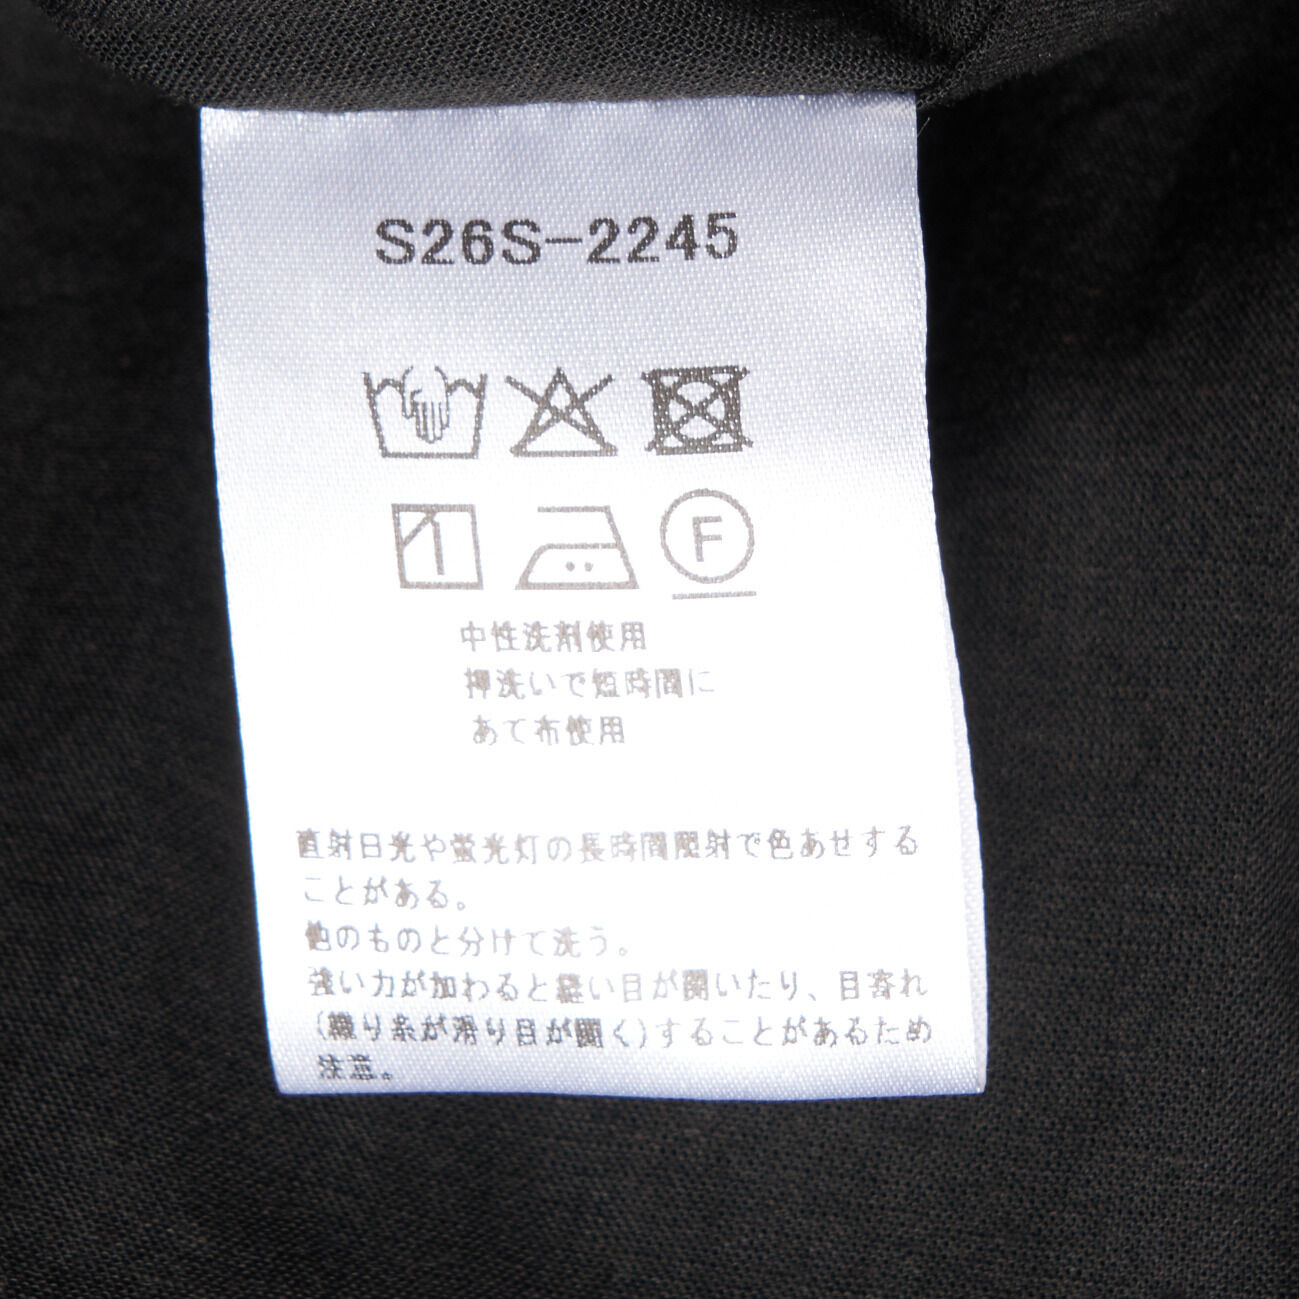 S26S-2245
F
中性洗剤使用
押洗いで短時間に
あて布使用
直射日光や蛍光灯の長時間照射で色あせする
ことがある。
他のものと分けて洗う。
強い力が加わると縫い目が開いたり、目寄れ
(織り糸が滑り目が開く)することがあるため
注意。